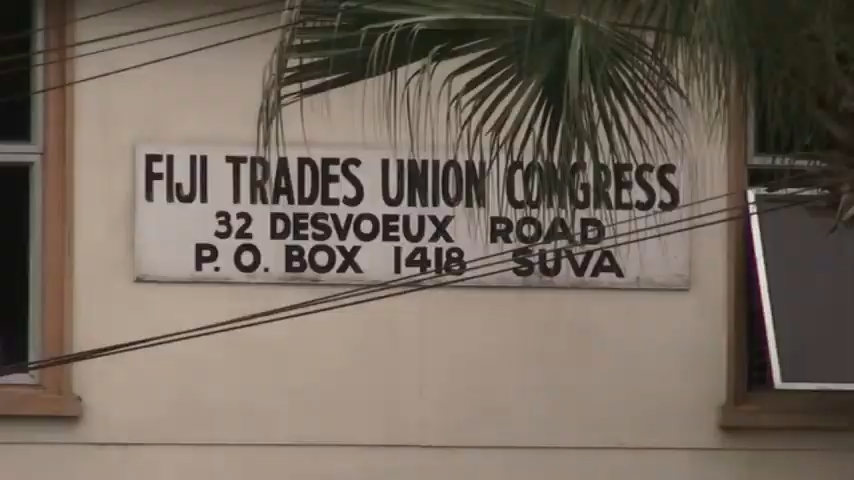 FIJI TRADES UNION CONGRESS
32 DESVOEUX ROAD
P. O. BOX 1418 SUVA